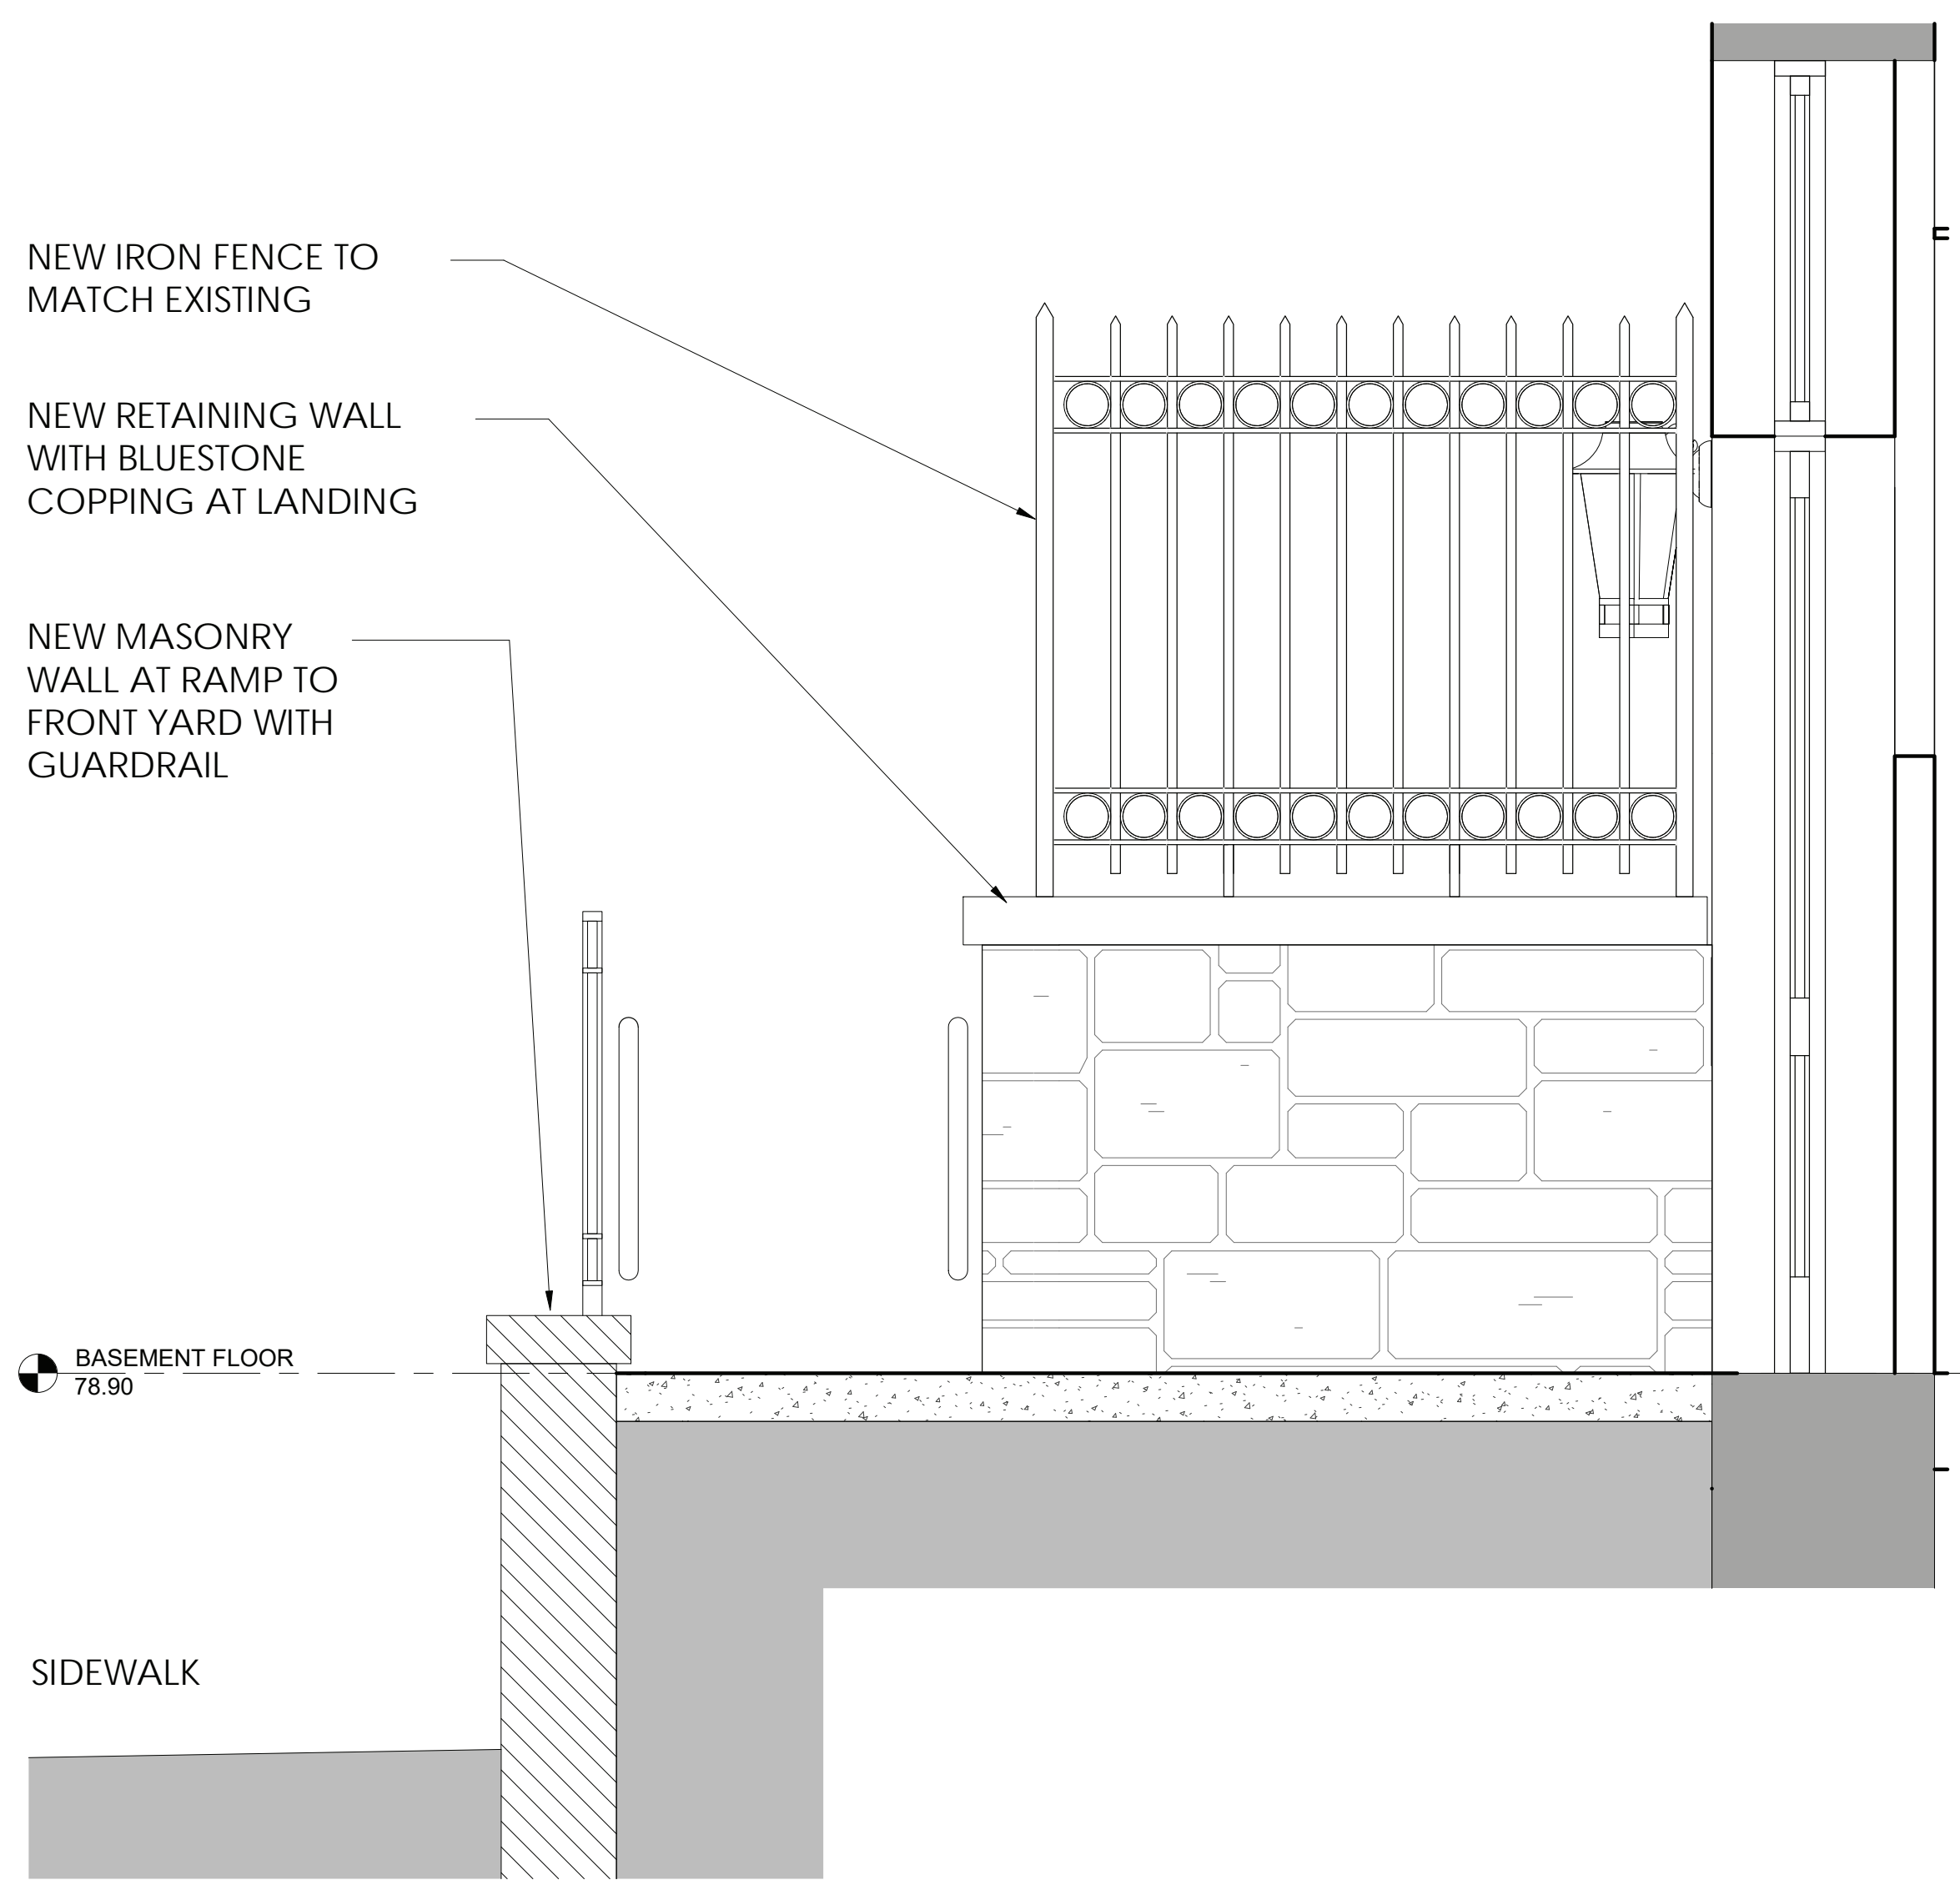 NEW IRON FENCE TO
MATCH EXISTING
NEW RETAINING WALL
WITH BLUESTONE
COPPING AT LANDING
NEW MASONRY
WALL AT RAMP TO
FRONT YARD WITH
GUARDRAIL
BASEMENT FLOOR
78.90
SIDEWALK